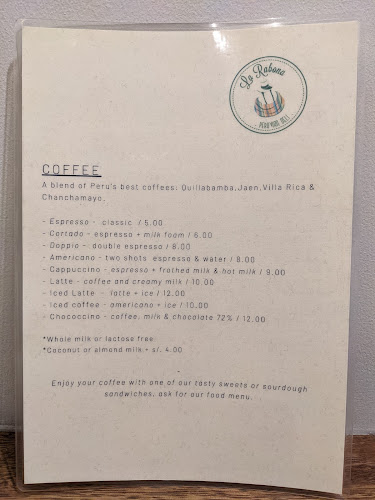 La Rabona
PERUVIAN DELI
COFFEE
A blend of Peru's best coffees: Quillabamba,Jaen,Villa Rica &
Chanchamayo.
- Espresso - classic / 5.00
- Cortado - espresso + milk foam / 6.00
- Doppio - double espresso / 8.00
- Americano - two shots espresso & water / 8.00
- Cappuccino - espresso + frothed milk & hot milk / 9.00
- Latte - coffee and creamy milk / 10.00
- Iced Latte - latte + ice / 12.00
- Iced coffee - americano + ice / 10.00
- Chococcino - coffee, milk & chocolate 72% / 12.00
*Whole milk or lactose free
*Coconut or almond milk + s/. 4.00
Enjoy your coffee with one of our tasty sweets or sourdough
sandwiches, ask for our food menu.